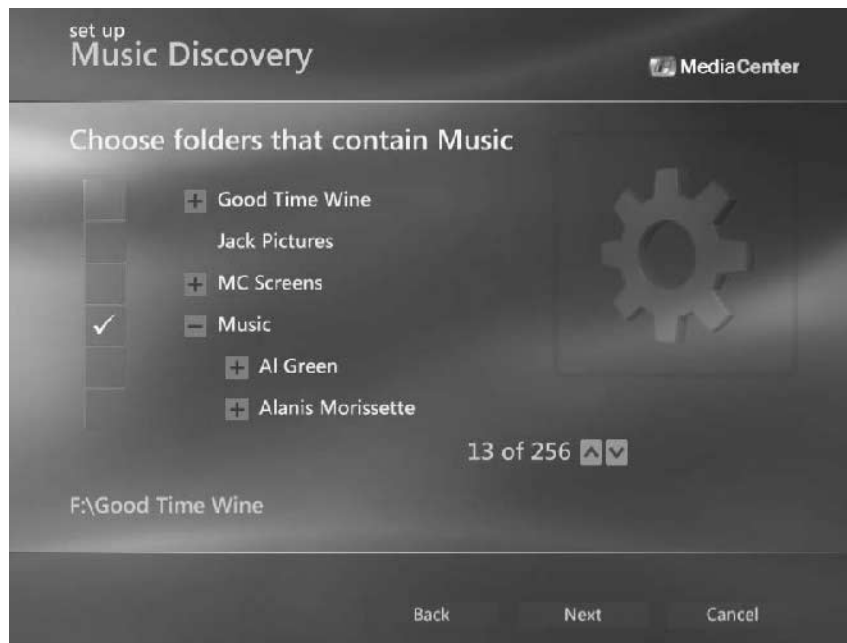 set up
Music Discovery
MediaCenter
Choose folders that contain Music
Good Time Wine
Jack Pictures
MC Screens
Music
Al Green
Alanis Morissette
13 of 256
F:\Good Time Wine
Back Next Cancel